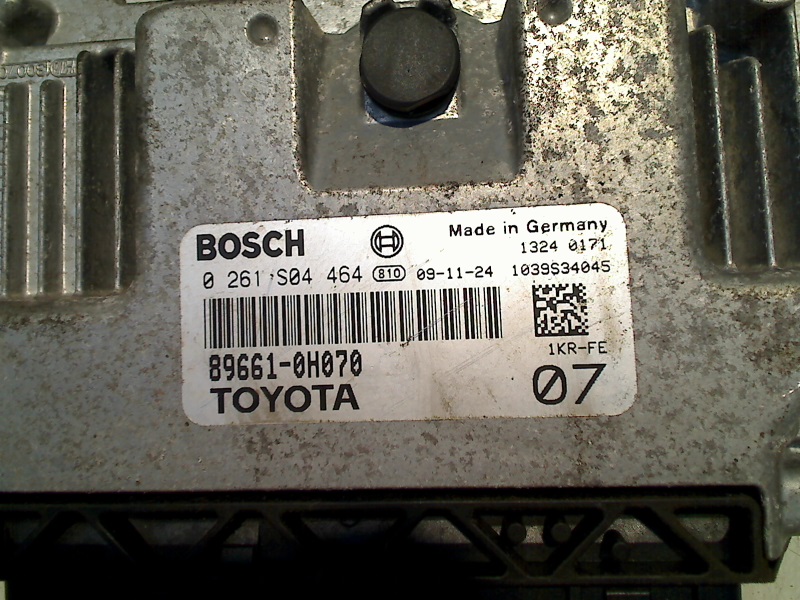 BOSCH
Made in Germany
1324 0171
0 261 S04 464 810 09-11-24 1039S34045
89661-0H070
1KR-FE
TOYOTA
07